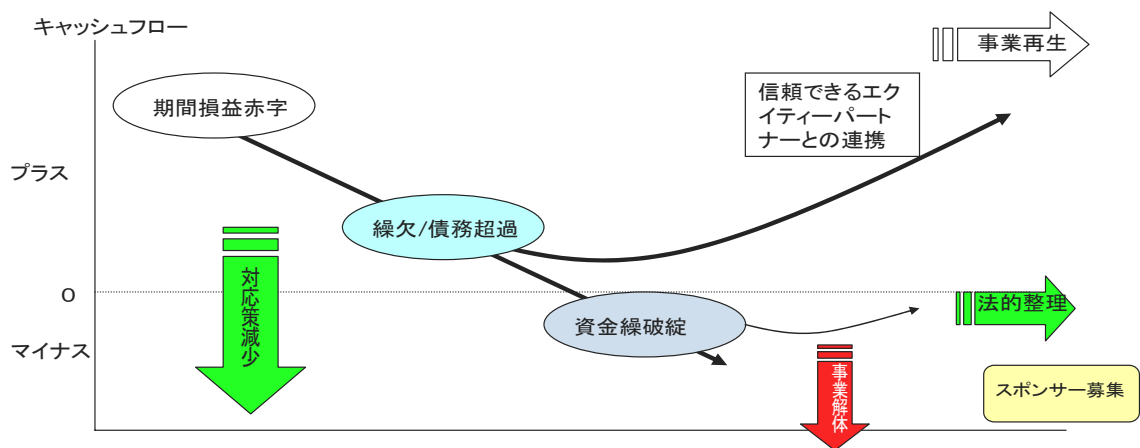 キャッシュフロー
事業再生
期間損益赤字
信頼できるエク
イティーパート
ナーとの連携
プラス
繰欠/債務超過
対応策減少
0
法的整理
資金繰破綻
マイナス
事業解体
スポンサー募集